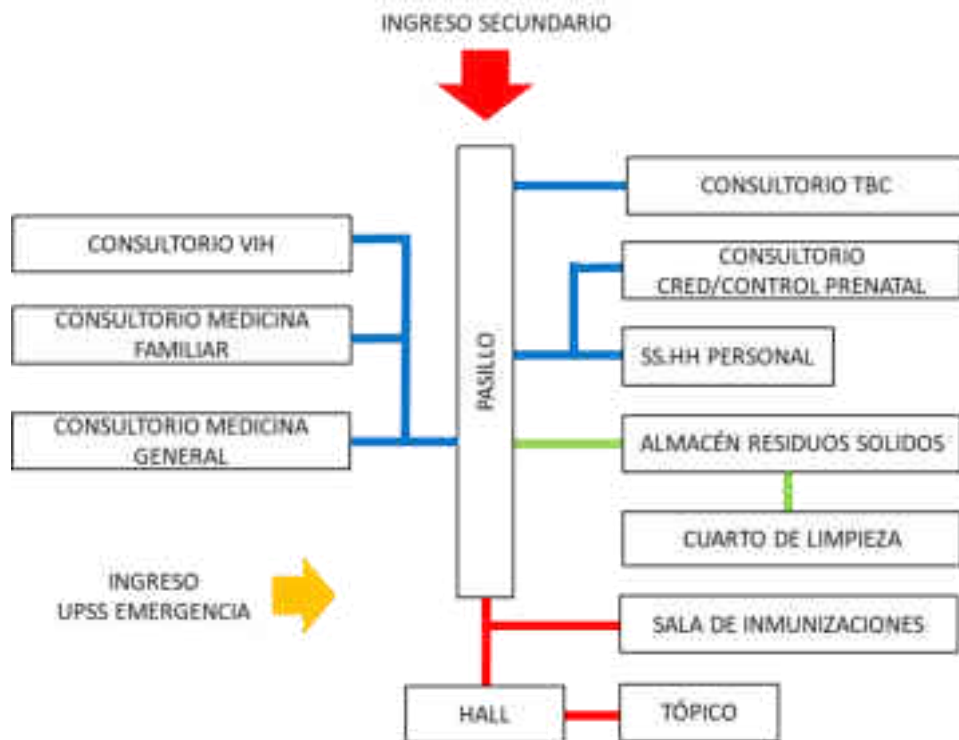 INGRESO SECUNDARIO
CONSULTORIO TBC
CONSULTORIO VIH
CONSULTORIO
CRED/CONTROL PRENATAL
CONSULTORIO MEDICINA
FAMILIAR
PASILLO
SS.HH PERSONAL
CONSULTORIO MEDICINA
GENERAL
ALMACÉN RESIDUOS SOLIDOS
CUARTO DE LIMPIEZA
INGRESO
UPSS EMERGENCIA
SALA DE INMUNIZACIONES
HALL
TÓPICO